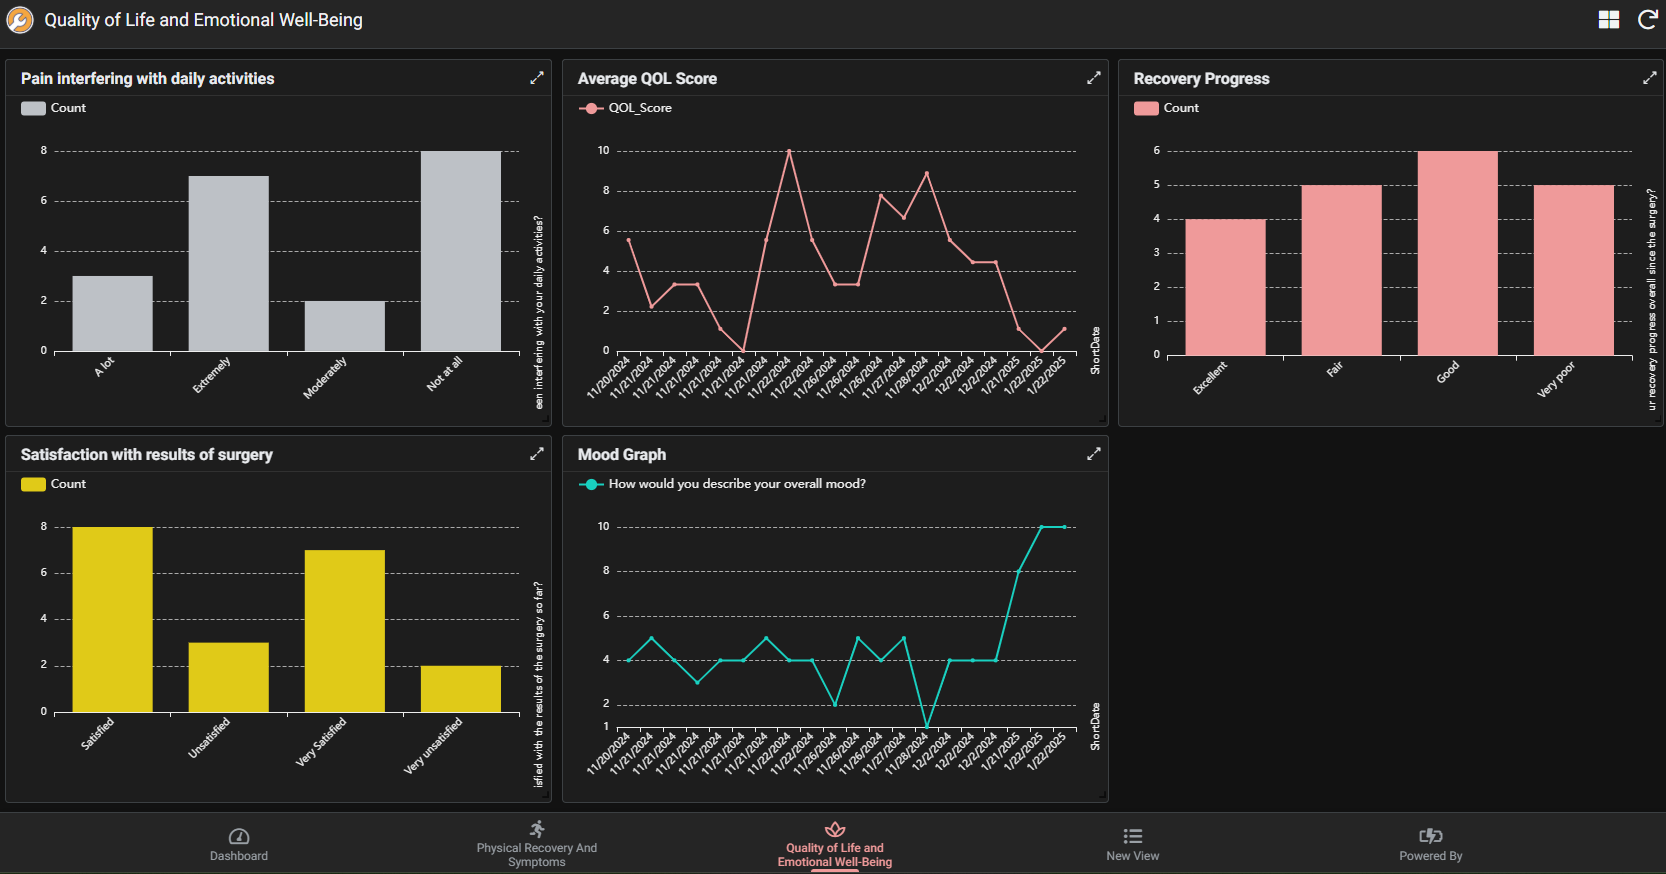 Quality of Life and Emotional Well-Being
Pain interfering with daily activities
Count
8
6
4
2
0
A lot
Extremely
Moderately
Not at all
een interfering with your daily activities?
Average QOL Score
QOL_Score
10
8
6
4
2
0
11/20/2024
11/21/2024
11/21/2024
11/21/2024
11/21/2024
11/21/2024
11/21/2024
11/22/2024
11/22/2024
11/26/2024
11/26/2024
11/26/2024
11/27/2024
11/28/2024
12/2/2024
12/2/2024
12/2/2024
1/21/2025
1/22/2025
1/22/2025
ShortDate
Recovery Progress
Count
6
5
4
3
2
1
0
Excellent
Fair
Good
Very poor
ur recovery progress overall since the surgery?
Satisfaction with results of surgery
Count
8
6
4
2
0
Satisfied
Unsatisfied
Very Satisfied
Very unsatisfied
isfied with the results of the surgery so far?
Mood Graph
How would you describe your overall mood?
10
8
6
4
2
1
11/20/2024
11/21/2024
11/21/2024
11/21/2024
11/21/2024
11/21/2024
11/21/2024
11/22/2024
11/22/2024
11/26/2024
11/26/2024
11/26/2024
11/27/2024
11/28/2024
12/2/2024
12/2/2024
12/2/2024
1/21/2025
1/22/2025
1/22/2025
ShortDate
Dashboard
Physical Recovery And
Symptoms
Quality of Life and
Emotional Well-Being
New View
Powered By